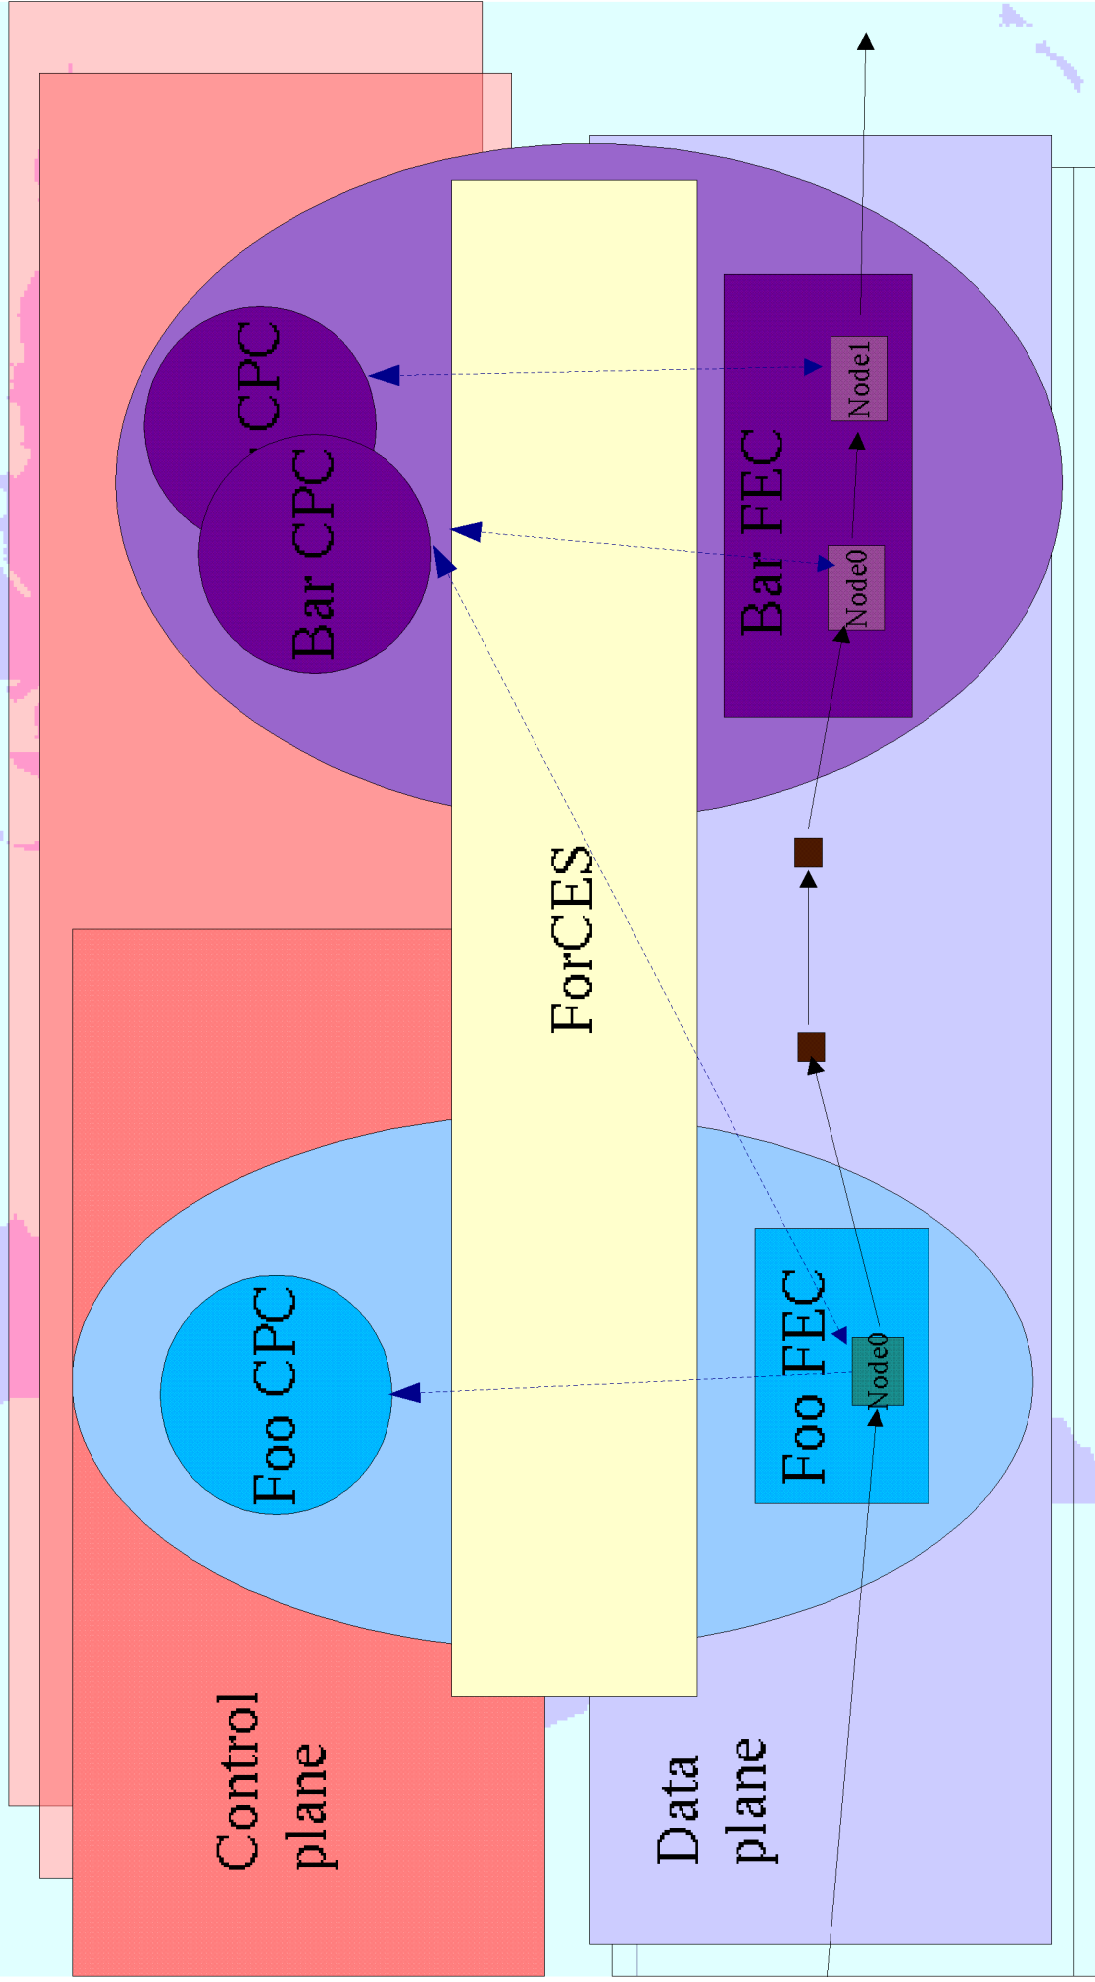 Control
plane
Foo CPC
Bar CPC
CPC
ForCES
Data
plane
Foo FEC
Node0
Bar FEC
Node0
Node1